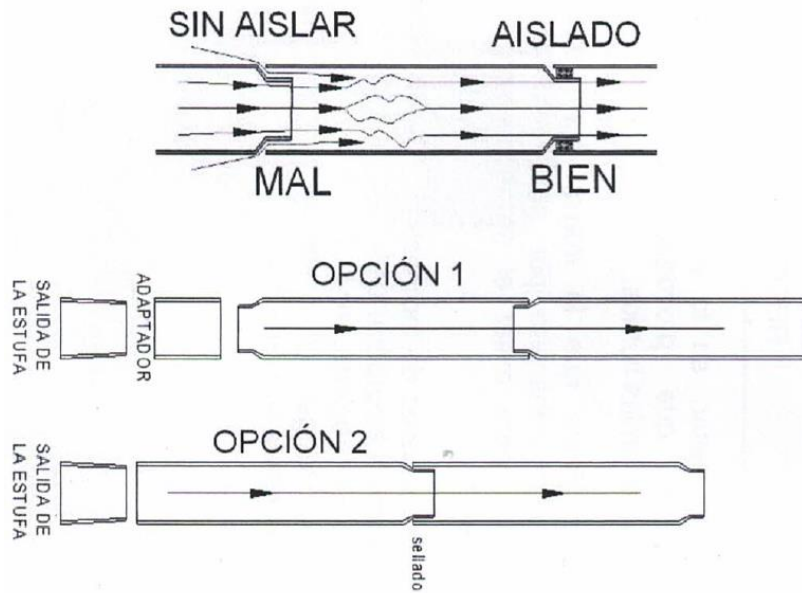 SIN AISLAR
AISLADO
MAL
BIEN
OPCIÓN 1
SALIDA DE
LA ESTUFA
ADAPTADOR
OPCIÓN 2
SALIDA DE
LA ESTUFA
sellado